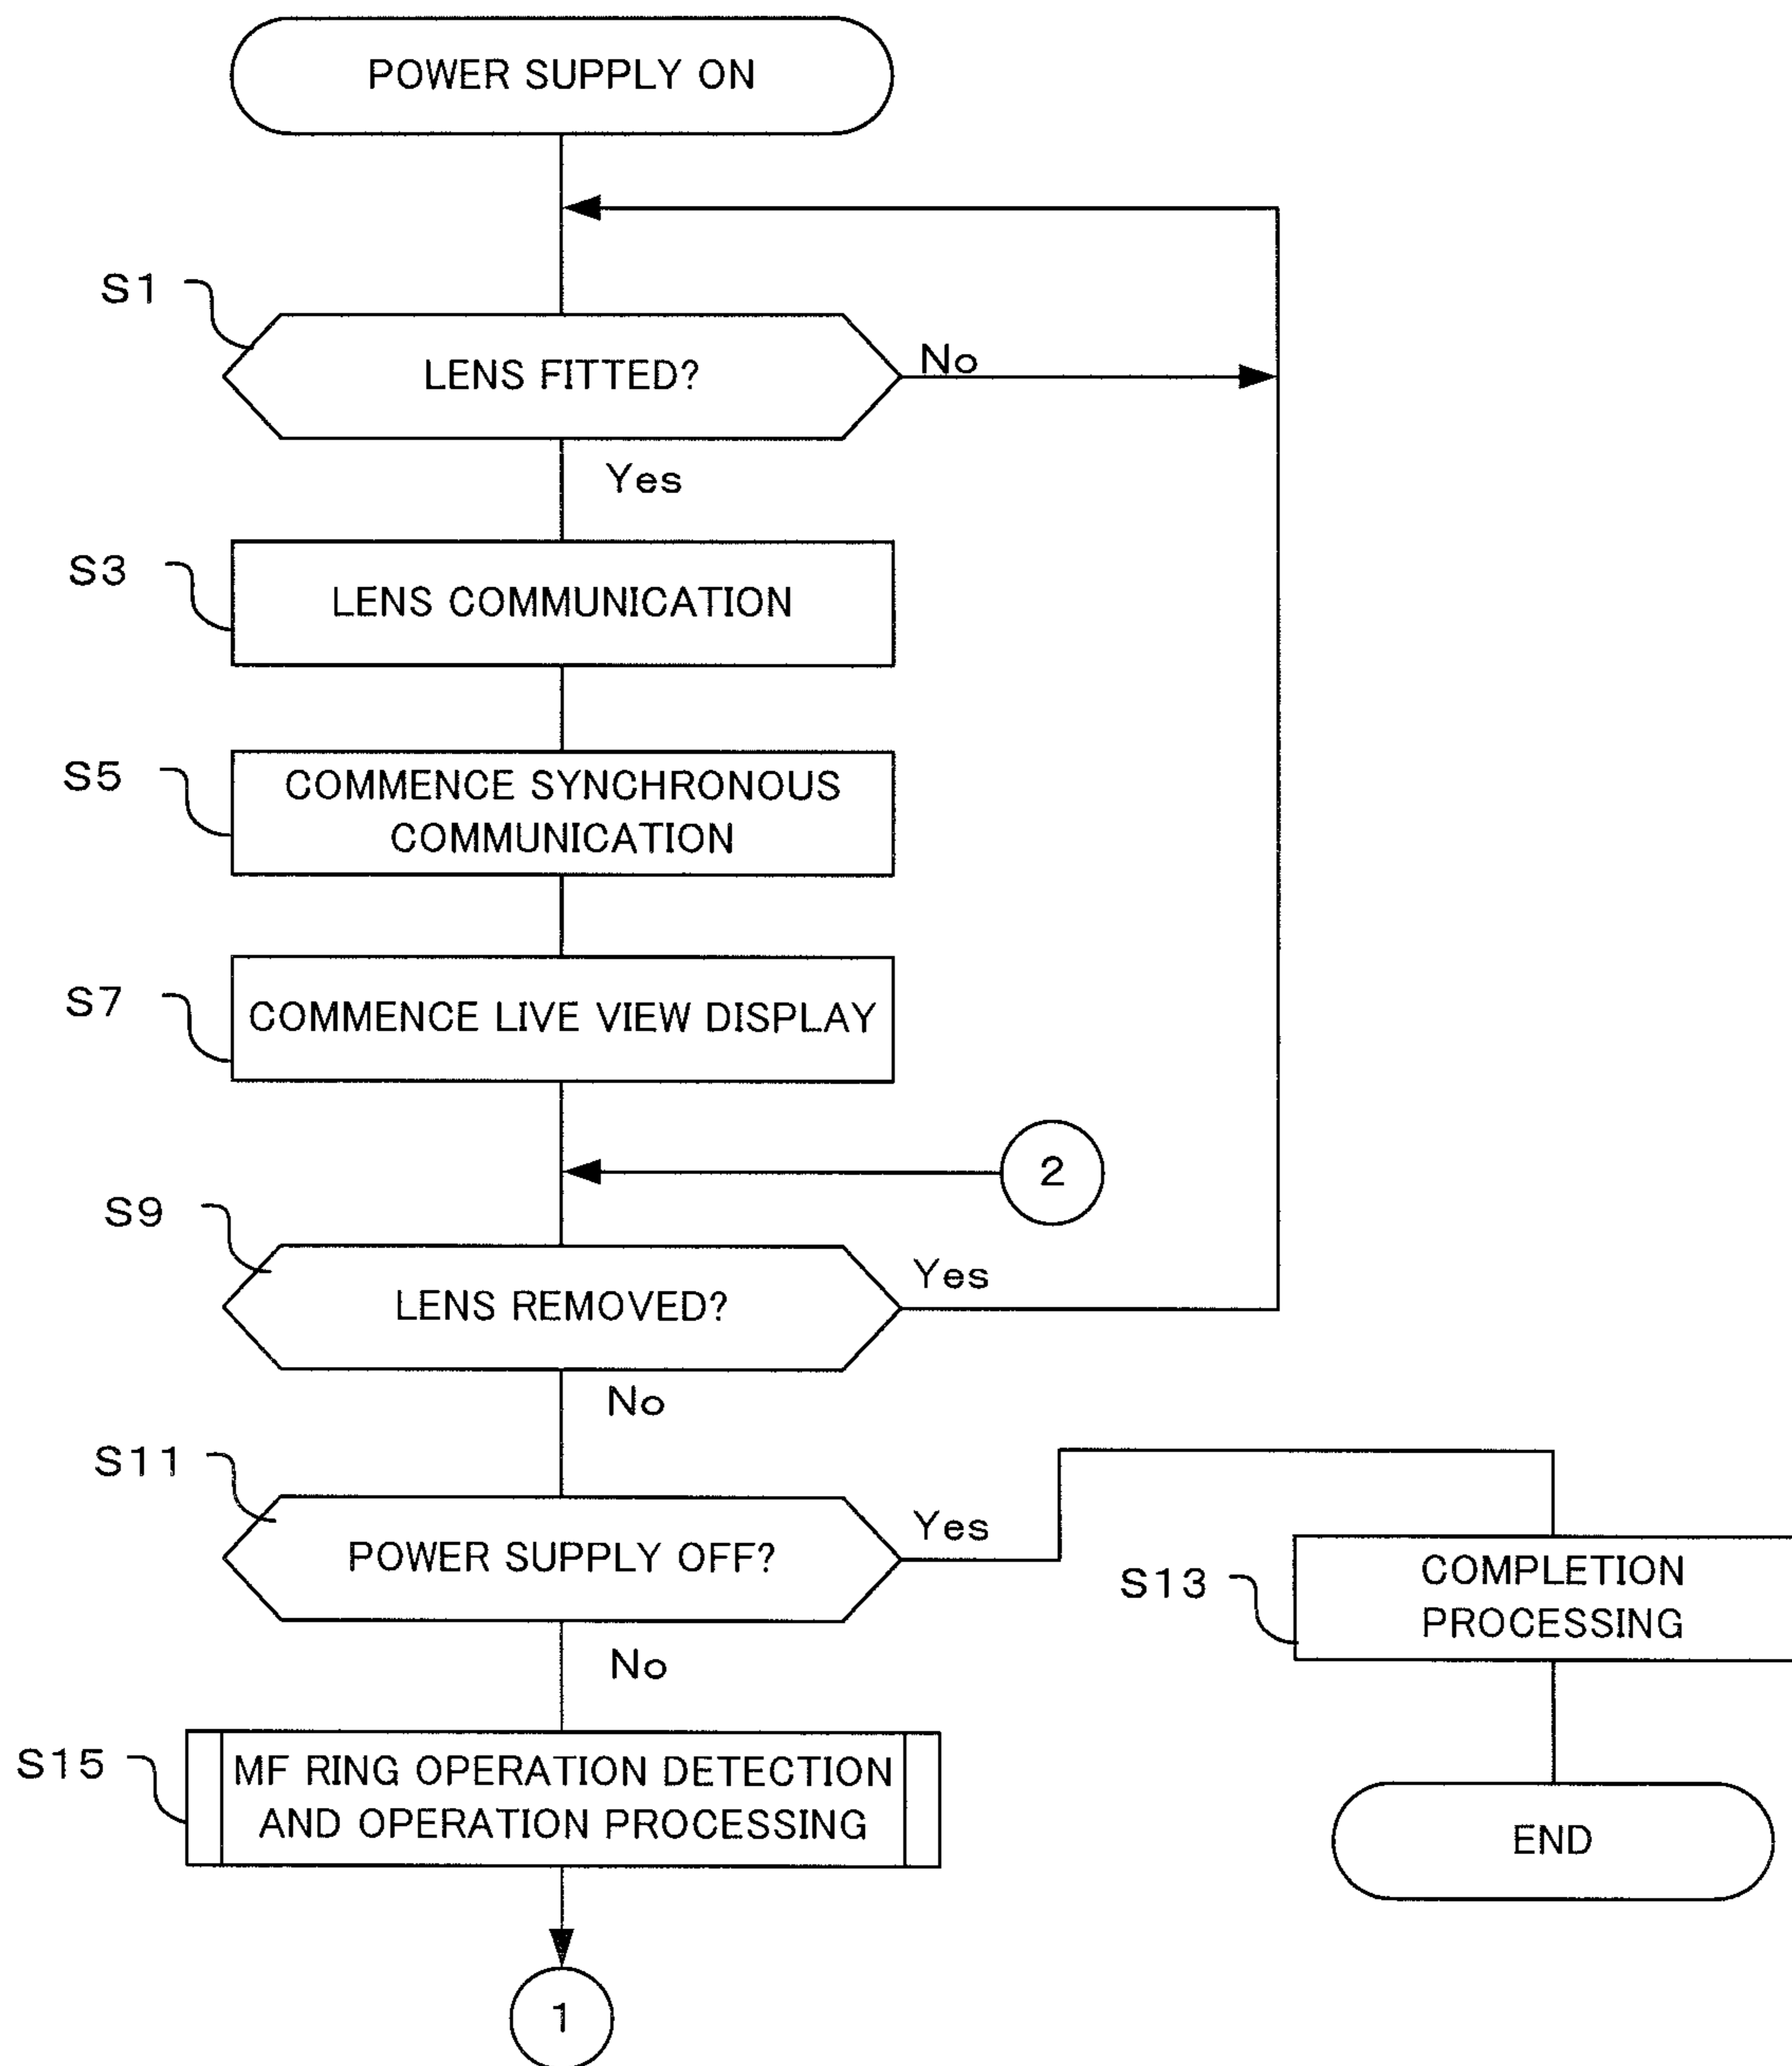 POWER SUPPLY ON
S1
LENS FITTED?
No
Yes
S3
LENS COMMUNICATION
S5
COMMENCE SYNCHRONOUS
COMMUNICATION
S7
COMMENCE LIVE VIEW DISPLAY
2
S9
LENS REMOVED?
Yes
No
S11
POWER SUPPLY OFF?
Yes
No
S13
COMPLETION
PROCESSING
S15
MF RING OPERATION DETECTION
AND OPERATION PROCESSING
END
1